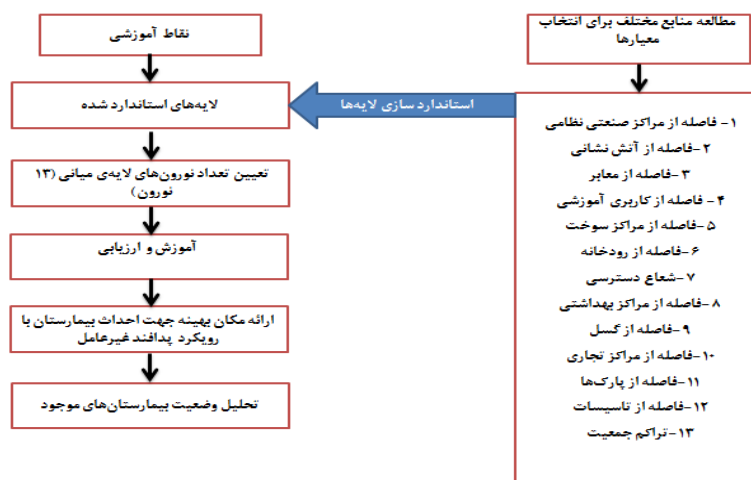 مطالعه منابع مختلف برای انتخاب
معیارها
۱- فاصله از مراکز صنعتی نظامی
۲-فاصله از آتش نشانی
۳-فاصله از معابر
۴- فاصله از کاربری آموزشی
۵-فاصله از مراکز سوخت
۶-فاصله از رودخانه
۷-شعاع دسترسی
۸-فاصله از مراکز بهداشتی
۹-فاصله از گسل
۱۰-فاصله از مراکز تجاری
۱۱-فاصله از پارک‌ها
۱۲-فاصله از تاسیسات
۱۳-تراکم جمعیت
استاندارد سازی لایه‌ها
نقاط آموزشی
لایه‌های استاندارد شده
تعیین تعداد نورون‌های لایه‌ی میانی (۱۳
نورون)
آموزش و ارزیابی
ارائه مکان بهینه جهت احداث بیمارستان با
رویکرد پدافند غیرعامل
تحلیل وضعیت بیمارستان‌های موجود